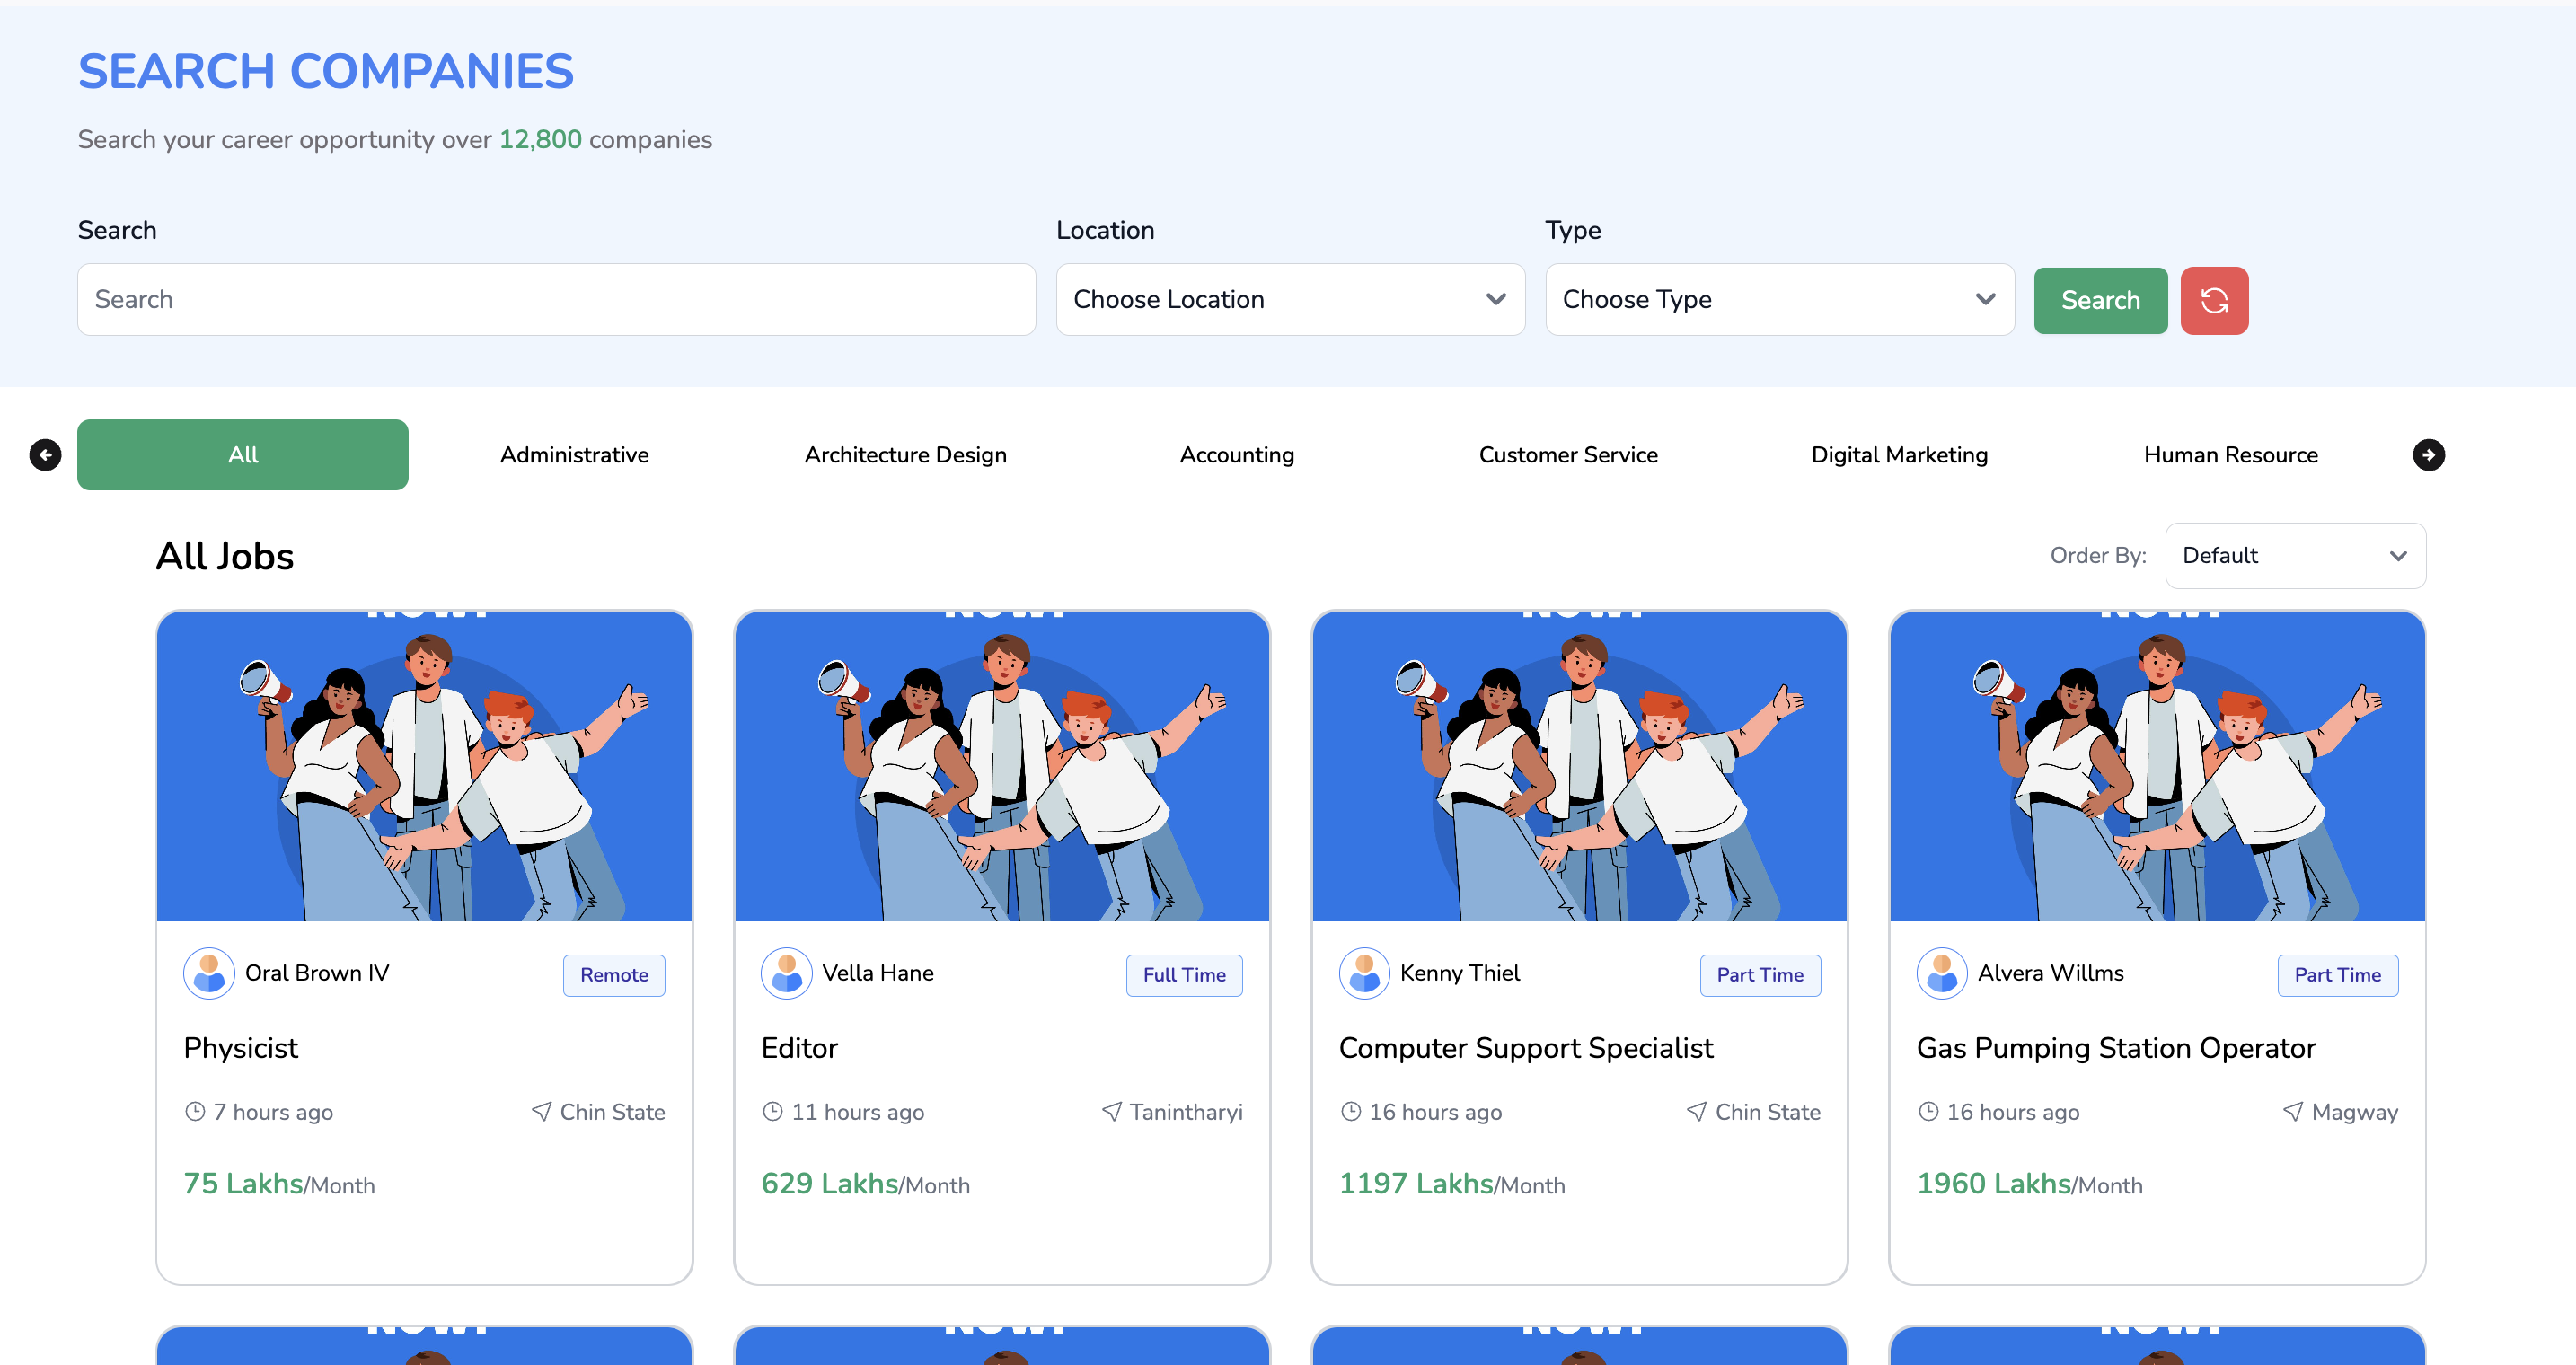 SEARCH COMPANIES
Search your career opportunity over 12,800 companies
Search Location Type
Search Choose Location Choose Type Search
All Administrative Architecture Design Accounting Customer Service Digital Marketing Human Resource
All Jobs Order By: Default
Oral Brown IV Remote
Physicist
7 hours ago Chin State
75 Lakhs/Month
Vella Hane Full Time
Editor
11 hours ago Tanintharyi
629 Lakhs/Month
Kenny Thiel Part Time
Computer Support Specialist
16 hours ago Chin State
1197 Lakhs/Month
Alvera Willms Part Time
Gas Pumping Station Operator
16 hours ago Magway
1960 Lakhs/Month